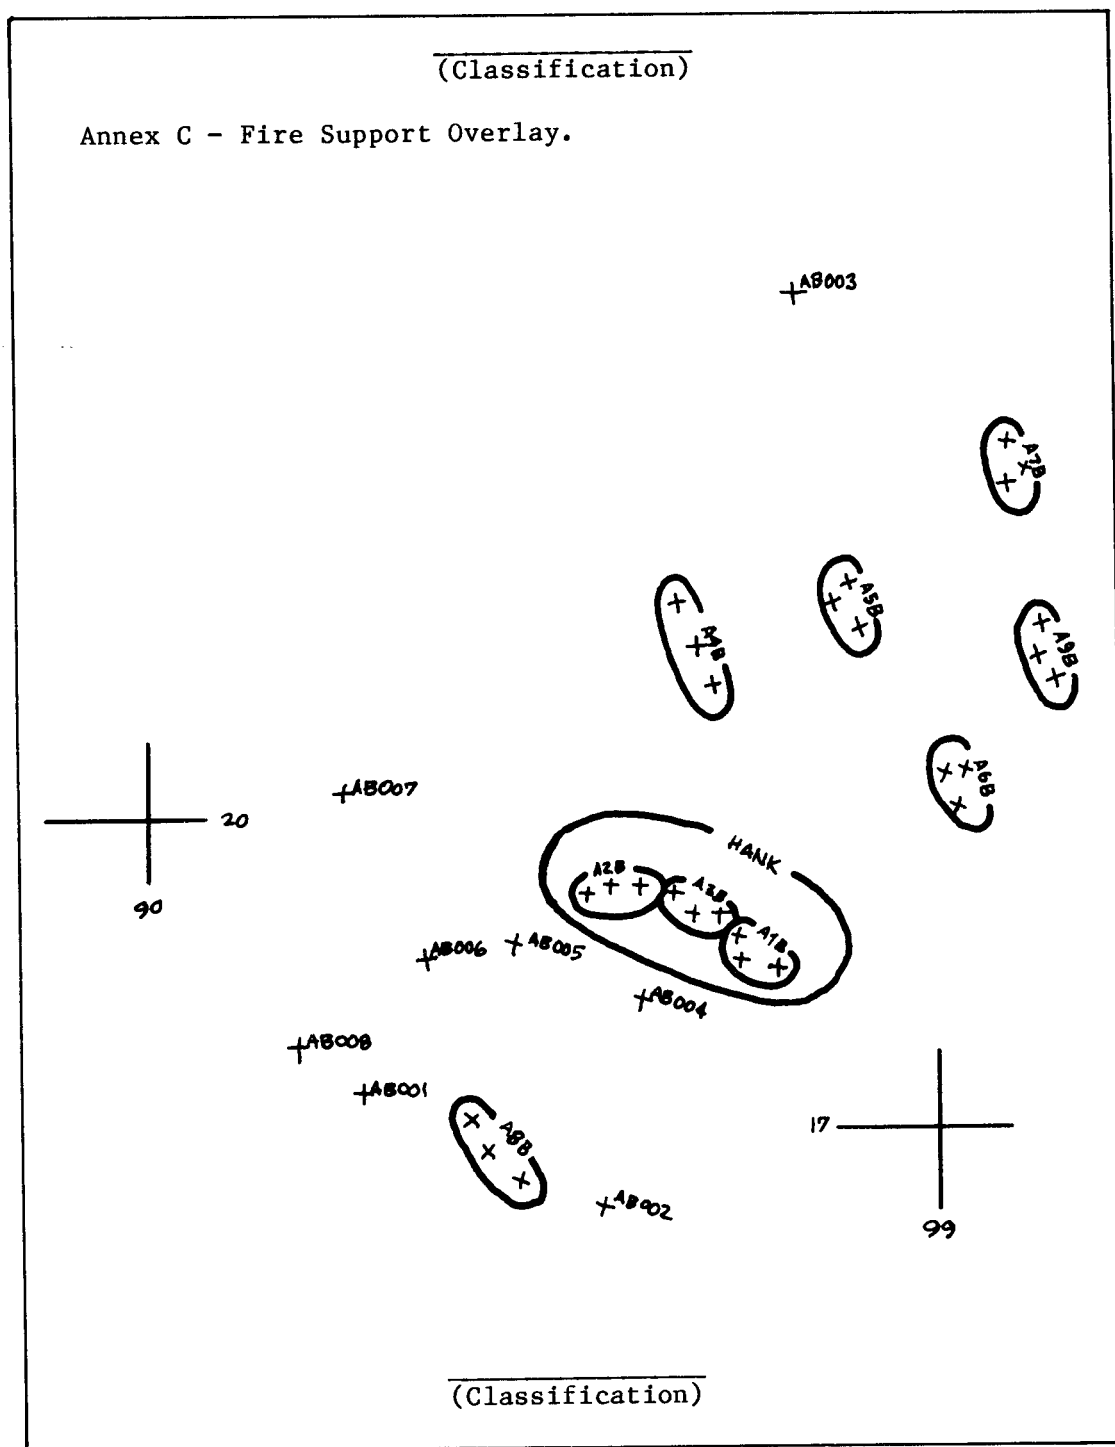 (Classification)
Annex C - Fire Support Overlay.
AB003
A7B
A5B
A4B
A9B
A6B
AB007
20
90
HANK
A2B
A3B
A1B
AB006
AB005
AB004
AB008
AB001
A8B
17
AB002
99
(Classification)